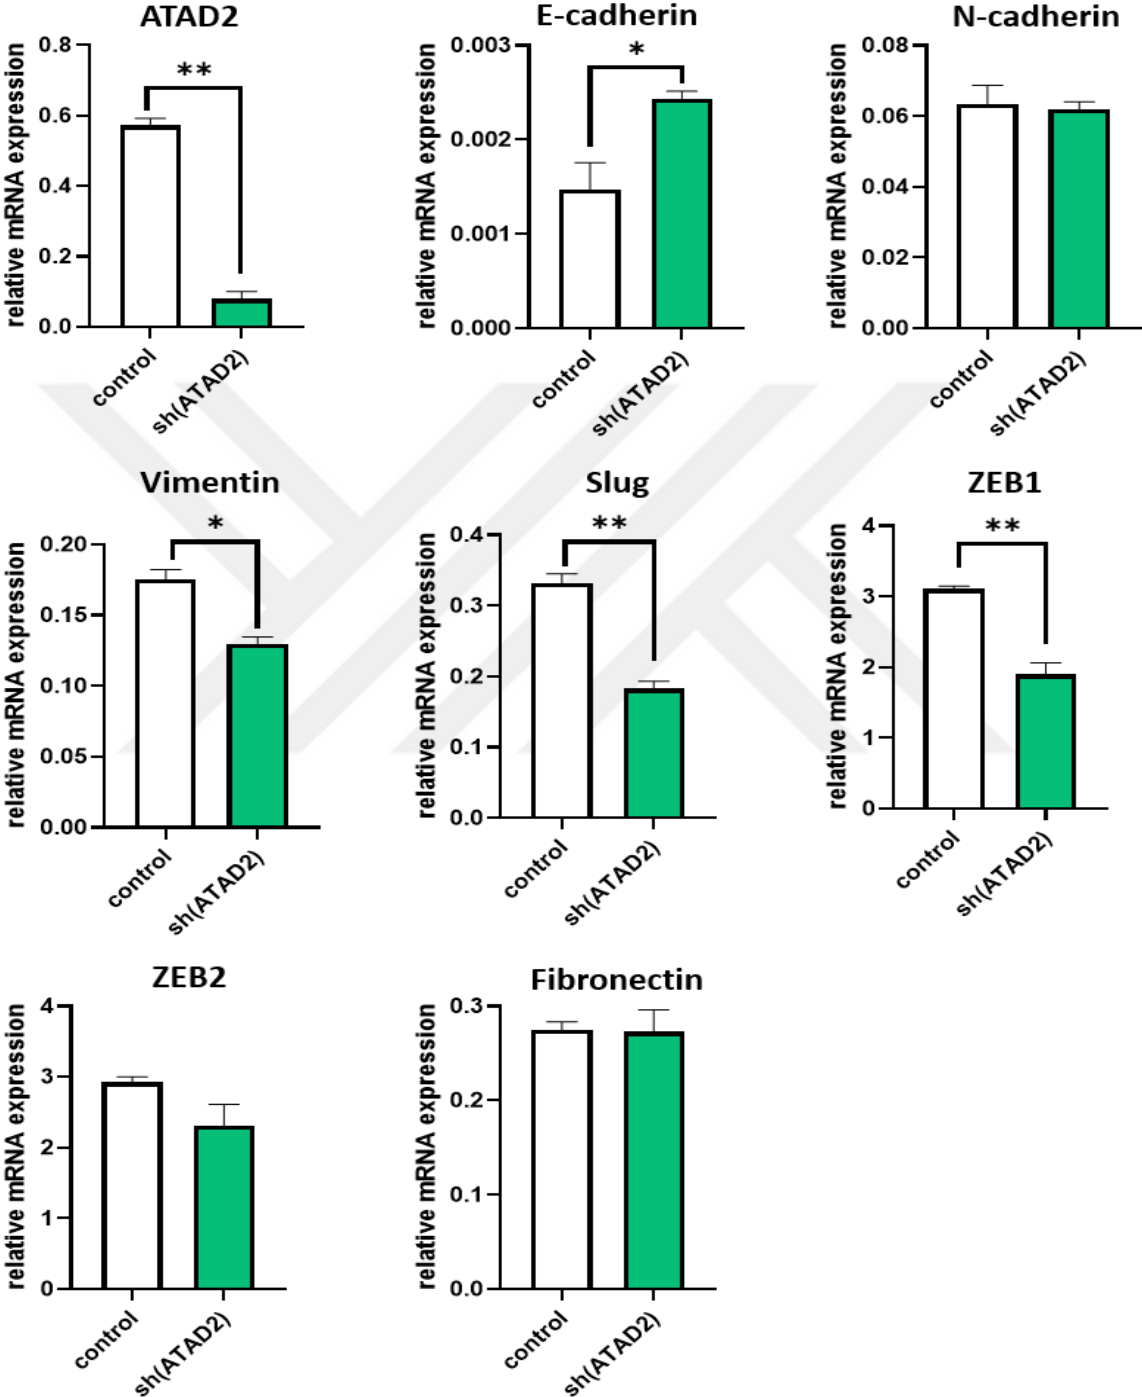 ATAD2
E-cadherin
N-cadherin
relative mRNA expression
0.8
0.6
0.4
0.2
0.0
**
control
sh(ATAD2)
relative mRNA expression
0.003
0.002
0.001
0.000
*
control
sh(ATAD2)
relative mRNA expression
0.08
0.06
0.04
0.02
0.00
control
sh(ATAD2)
Vimentin
Slug
ZEB1
relative mRNA expression
0.20
0.15
0.10
0.05
0.00
*
control
sh(ATAD2)
relative mRNA expression
0.4
0.3
0.2
0.1
0.0
**
control
sh(ATAD2)
relative mRNA expression
4
3
2
1
0
**
control
sh(ATAD2)
ZEB2
Fibronectin
relative mRNA expression
4
3
2
1
0
control
sh(ATAD2)
relative mRNA expression
0.3
0.2
0.1
0.0
control
sh(ATAD2)